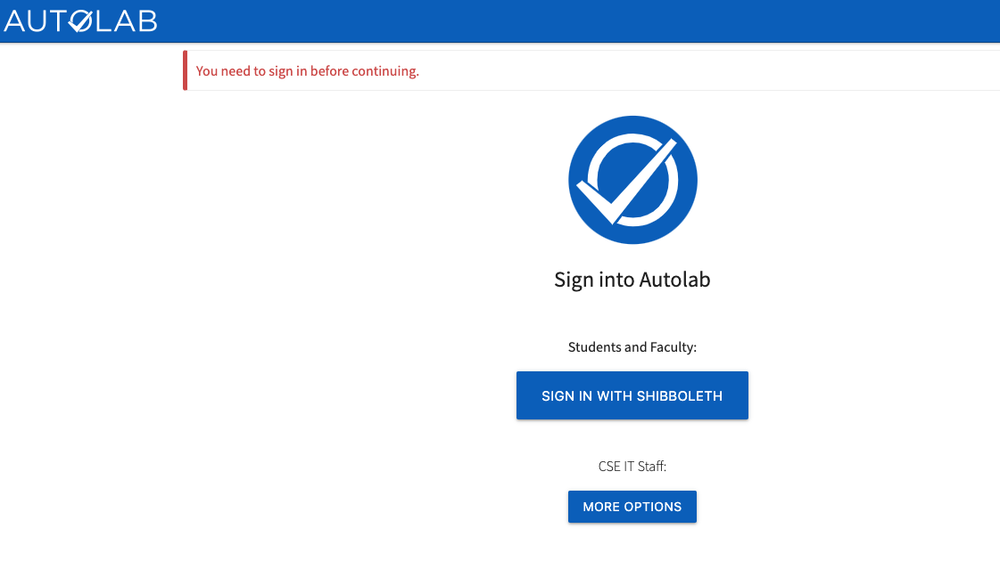 AUTOLAB
You need to sign in before continuing.
Sign into Autolab
Students and Faculty:
SIGN IN WITH SHIBBOLETH
CSE IT Staff:
MORE OPTIONS